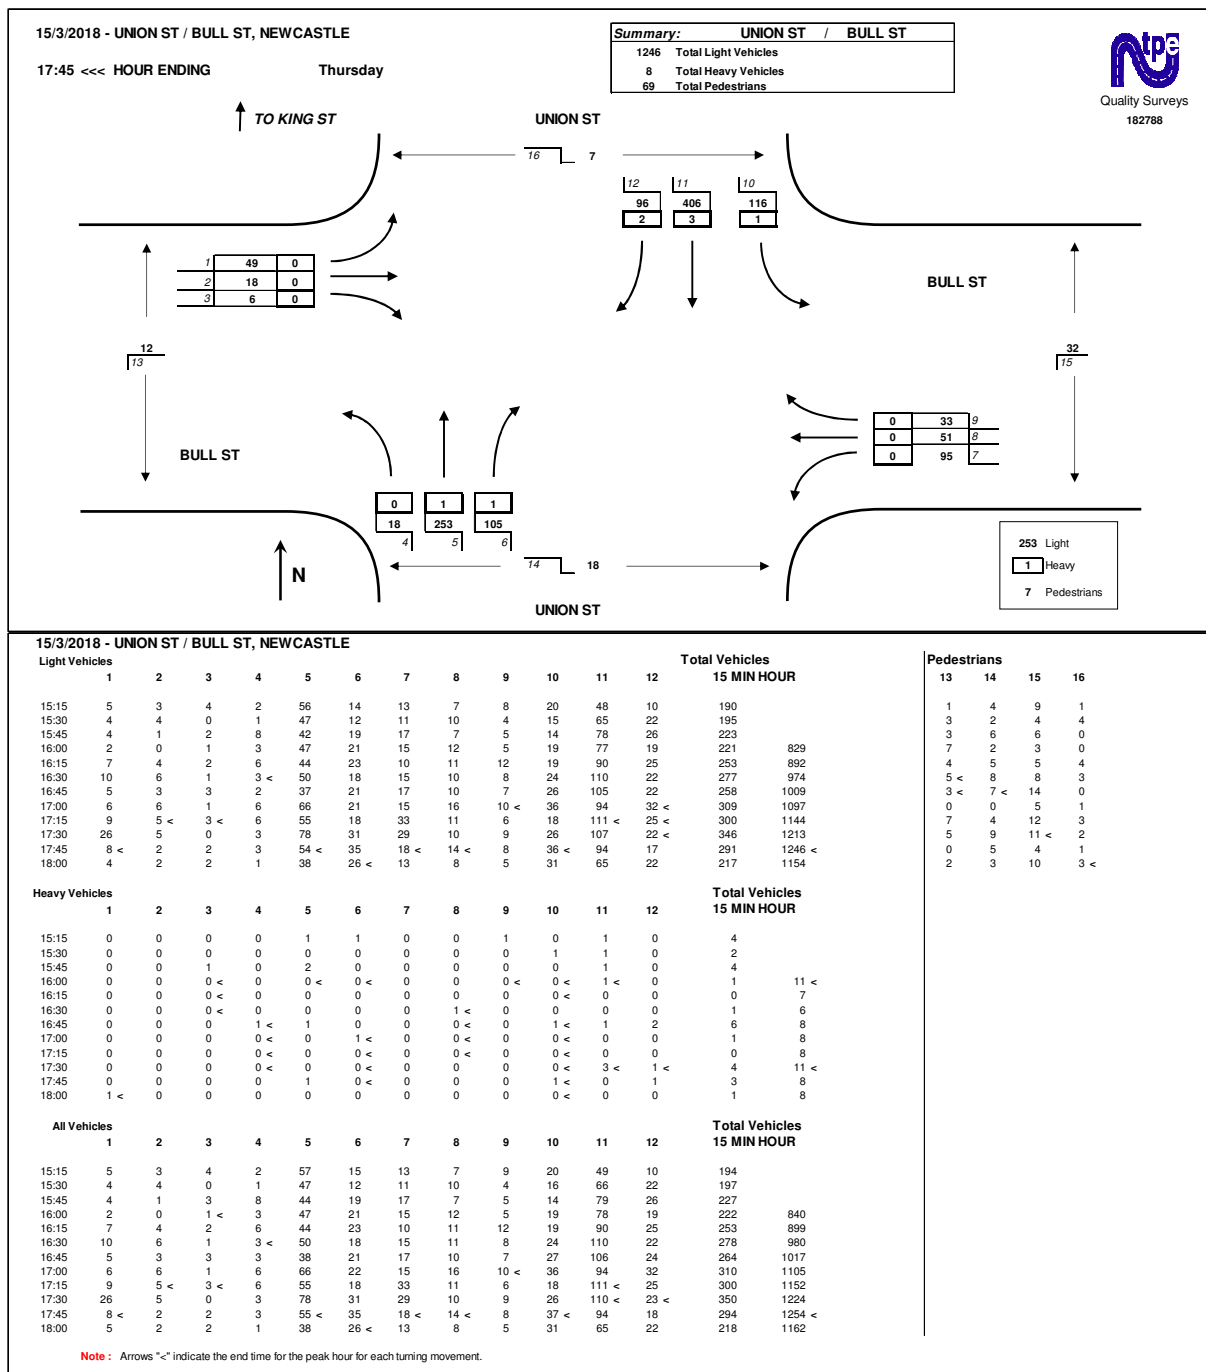 15/3/2018 - UNION ST / BULL ST, NEWCASTLE
17:45 <<< HOUR ENDING Thursday
Summary: UNION ST / BULL ST
1246 Total Light Vehicles
8 Total Heavy Vehicles
69 Total Pedestrians
tpe
Quality Surveys
182788
TO KING ST
UNION ST
16 7
12 11 10
96 406 116
2 3 1
1 49 0
2 18 0
3 6 0
BULL ST
12
13
32
15
0 33 9
0 51 8
0 95 7
BULL ST
0 1 1
18 253 105
4 5 6
14 18
N
UNION ST
253 Light
1 Heavy
7 Pedestrians
15/3/2018 - UNION ST / BULL ST, NEWCASTLE
Light Vehicles Total Vehicles Pedestrians
1 2 3 4 5 6 7 8 9 10 11 12 15 MIN HOUR 13 14 15 16
15:15 5 3 4 2 56 14 13 7 8 20 48 10 190 1 4 9 1
15:30 4 4 0 1 47 12 11 10 4 15 65 22 195 3 2 4 4
15:45 4 1 2 8 42 19 17 7 5 14 78 26 223 3 6 6 0
16:00 2 0 1 3 47 21 15 12 5 19 77 19 221 829 7 2 3 0
16:15 7 4 2 6 44 23 10 11 12 19 90 25 253 892 4 5 5 4
16:30 10 6 1 3 < 50 18 15 10 8 24 110 22 277 974 5 < 8 8 3
16:45 5 3 3 2 37 21 17 10 7 26 105 22 258 1009 3 < 7 < 14 0
17:00 6 6 1 6 66 21 15 16 10 < 36 94 32 < 309 1097 0 0 5 1
17:15 9 5 < 3 < 6 55 18 33 11 6 18 111 < 25 < 300 1144 7 4 12 3
17:30 26 5 0 3 78 31 29 10 9 26 107 22 < 346 1213 5 9 11 < 2
17:45 8 < 2 2 3 54 < 35 18 < 14 < 8 36 < 94 17 291 1246 < 0 5 4 1
18:00 4 2 2 1 38 26 < 13 8 5 31 65 22 217 1154 2 3 10 3 <
Heavy Vehicles Total Vehicles
1 2 3 4 5 6 7 8 9 10 11 12 15 MIN HOUR
15:15 0 0 0 0 1 1 0 0 1 0 1 0 4
15:30 0 0 0 0 0 0 0 0 0 1 1 0 2
15:45 0 0 1 0 2 0 0 0 0 0 1 0 4
16:00 0 0 0 < 0 0 < 0 < 0 0 0 < 0 < 1 < 0 1 11 <
16:15 0 0 0 < 0 0 0 0 0 0 0 < 0 0 0 7
16:30 0 0 0 < 0 0 0 0 1 < 0 0 0 0 1 6
16:45 0 0 0 1 < 1 0 0 0 < 0 1 < 1 2 6 8
17:00 0 0 0 0 < 0 1 < 0 0 < 0 0 < 0 0 1 8
17:15 0 0 0 0 < 0 0 < 0 0 < 0 0 < 0 0 0 8
17:30 0 0 0 0 < 0 0 < 0 0 0 0 < 3 < 1 < 4 11 <
17:45 0 0 0 0 1 0 < 0 0 0 1 < 0 1 3 8
18:00 1 < 0 0 0 0 0 0 0 0 0 < 0 0 1 8
All Vehicles Total Vehicles
1 2 3 4 5 6 7 8 9 10 11 12 15 MIN HOUR
15:15 5 3 4 2 57 15 13 7 9 20 49 10 194
15:30 4 4 0 1 47 12 11 10 4 16 66 22 197
15:45 4 1 3 8 44 19 17 7 5 14 79 26 227
16:00 2 0 1 < 3 47 21 15 12 5 19 78 19 222 840
16:15 7 4 2 6 44 23 10 11 12 19 90 25 253 899
16:30 10 6 1 3 < 50 18 15 11 8 24 110 22 278 980
16:45 5 3 3 3 38 21 17 10 7 27 106 24 264 1017
17:00 6 6 1 6 66 22 15 16 10 < 36 94 32 310 1105
17:15 9 5 < 3 < 6 55 18 33 11 6 18 111 < 25 300 1152
17:30 26 5 0 3 78 31 29 10 9 26 110 < 23 < 350 1224
17:45 8 < 2 2 3 55 < 35 18 < 14 < 8 37 < 94 18 294 1254 <
18:00 5 2 2 1 38 26 < 13 8 5 31 65 22 218 1162
Note : Arrows "<" indicate the end time for the peak hour for each turning movement.